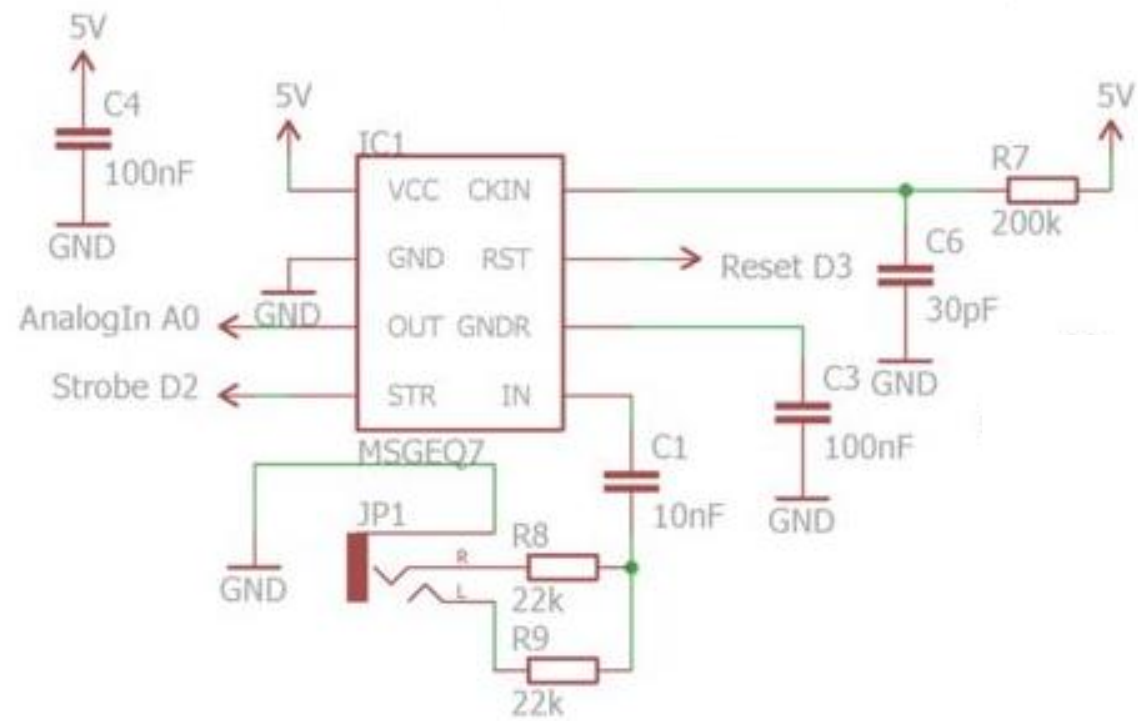 5V
C4
100nF
GND
5V
IC1
VCC
CKIN
GND
RST
OUT
GNDR
STR
IN
MSGEQ7
GND
AnalogIn A0
Strobe D2
Reset D3
5V
R7
200k
C6
30pF
GND
C3
100nF
GND
C1
10nF
JP1
R
L
GND
R8
22k
R9
22k